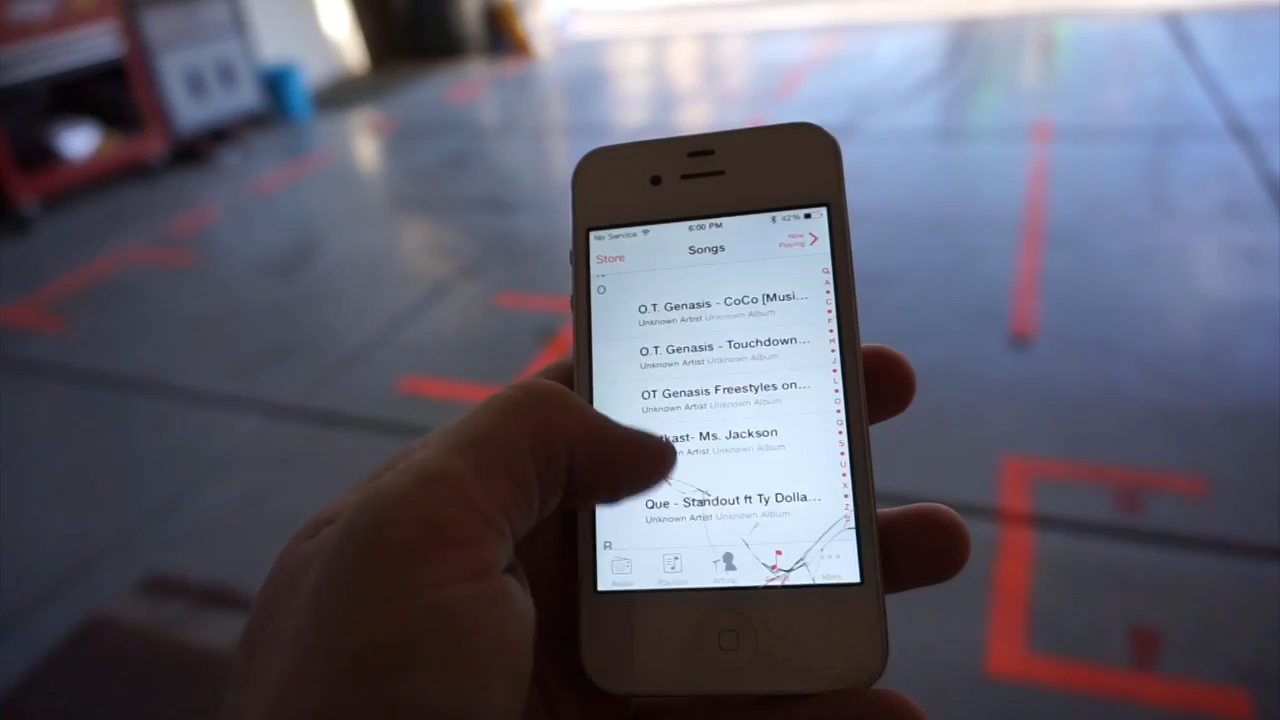 No Service 6:00 PM 42%
Store Songs Now Playing
O
O.T. Genasis - CoCo [Musi...
Unknown Artist Unknown Album
O.T. Genasis - Touchdown...
Unknown Artist Unknown Album
OT Genasis Freestyles on...
Unknown Artist Unknown Album
tkast- Ms. Jackson
Artist Unknown Album
Que - Standout ft Ty Dolla...
Unknown Artist Unknown Album
R
Radio Playlists Artists More